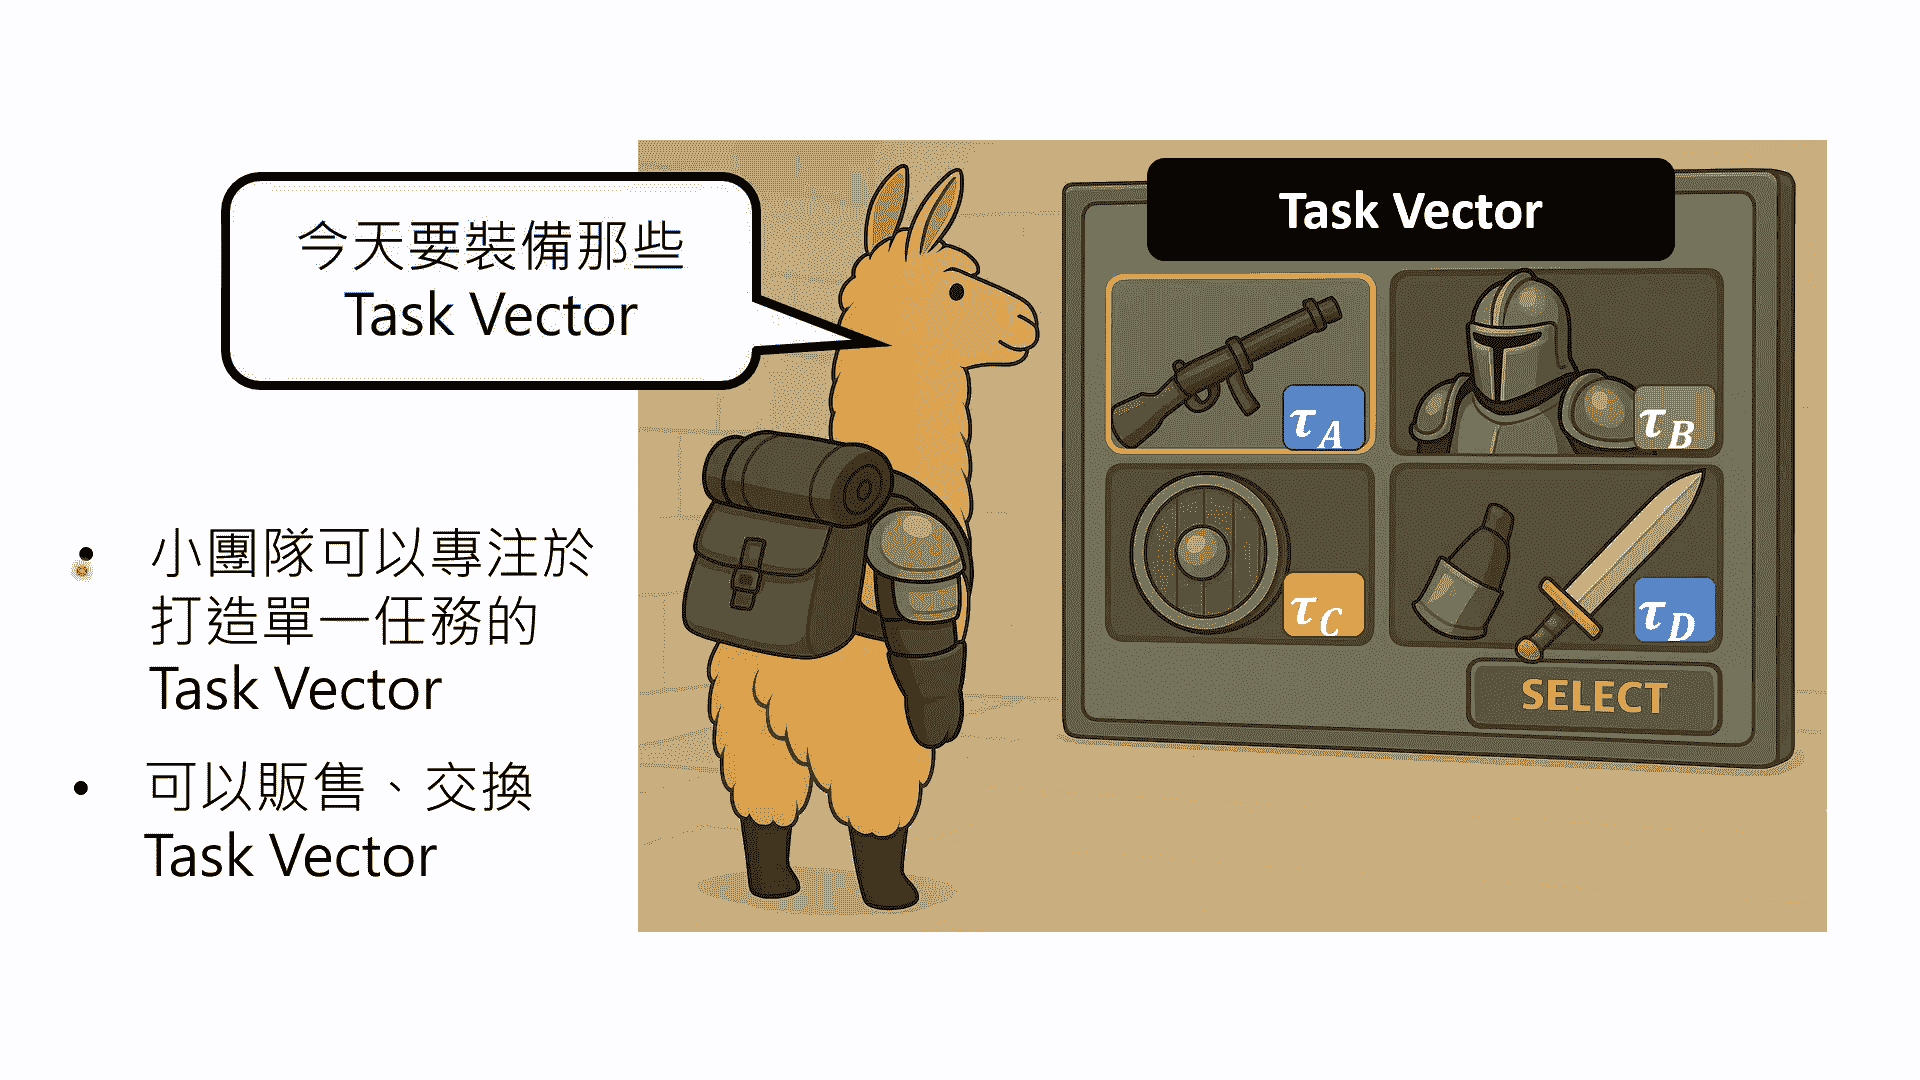 今天要裝備那些
Task Vector
Task Vector
τA
τB
τC
τD
SELECT
• 小團隊可以專注於
打造單一任務的
Task Vector
• 可以販售、交換
Task Vector